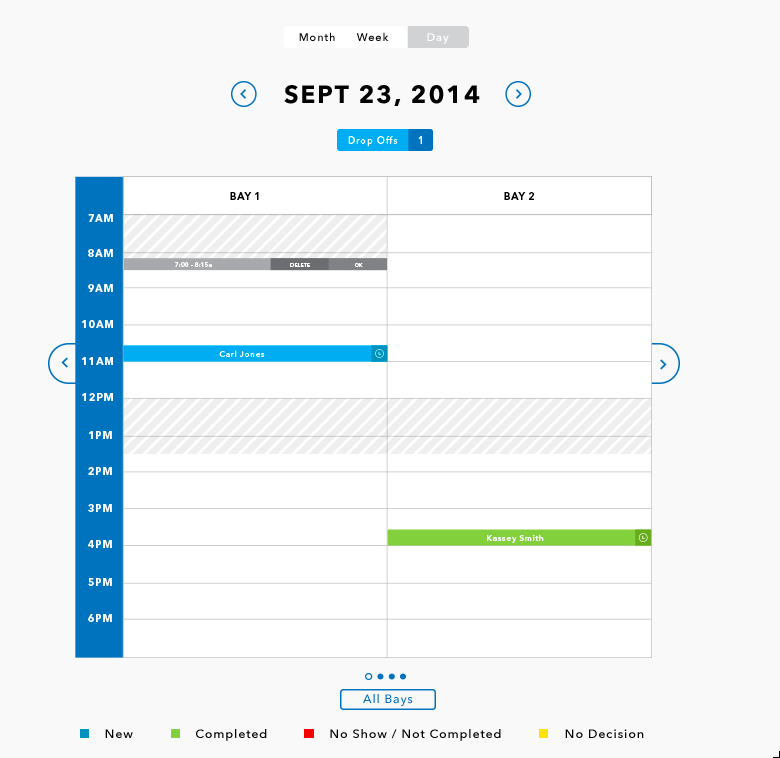 Month Week Day
SEPT 23, 2014
Drop Offs 1
BAY 1 BAY 2
7AM
8AM
7:00 - 8:15a DELETE OK
9AM
10AM
Carl Jones
11AM
12PM
1PM
2PM
3PM
Kassey Smith
4PM
5PM
6PM
All Bays
New Completed No Show / Not Completed No Decision